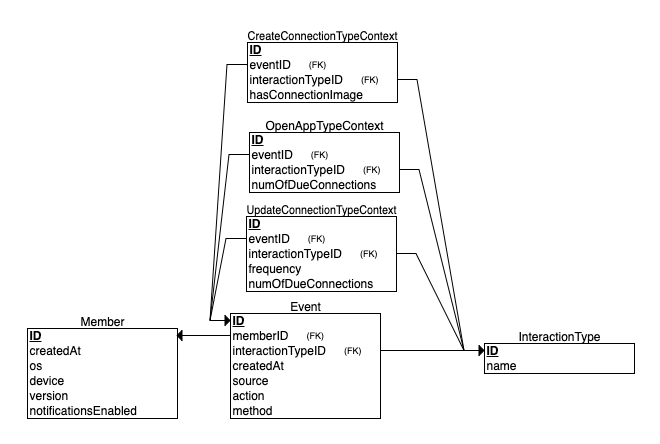 CreateConnectionTypeContext
ID
eventID (FK)
interactionTypeID (FK)
hasConnectionImage
OpenAppTypeContext
ID
eventID (FK)
interactionTypeID (FK)
numOfDueConnections
UpdateConnectionTypeContext
ID
eventID (FK)
interactionTypeID (FK)
frequency
numOfDueConnections
Event
ID
memberID (FK)
interactionTypeID (FK)
createdAt
source
action
method
Member
ID
createdAt
os
device
version
notificationsEnabled
InteractionType
ID
name